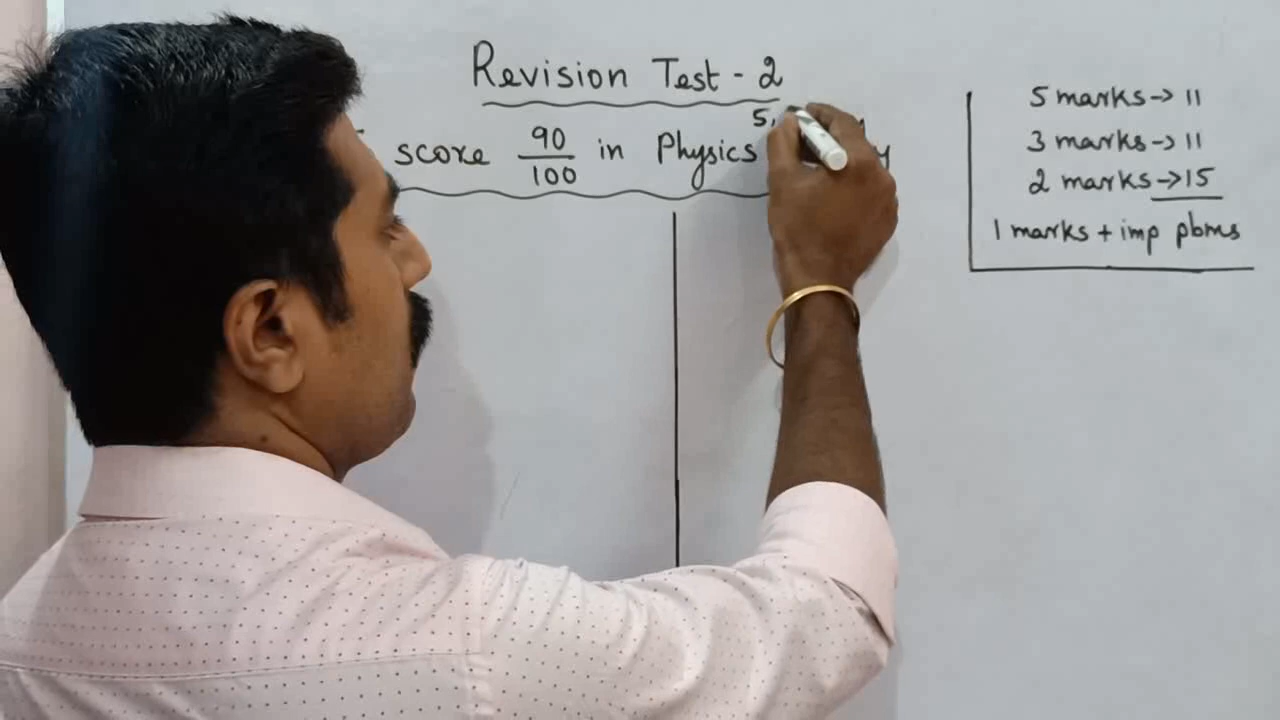 Revision Test - 2
5,
score 90/100 in Physics
5 marks → 11
3 marks → 11
2 marks → 15
1 marks + imp pbms